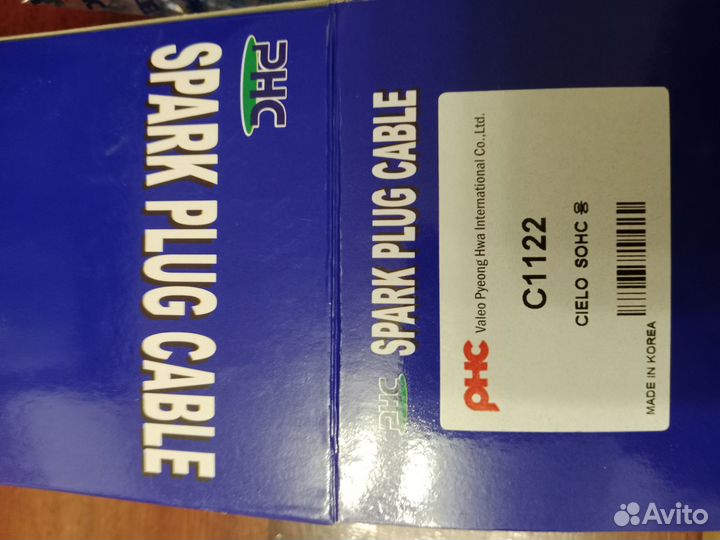 PHC
SPARK PLUG CABLE
PHC SPARK PLUG CABLE
PHC Valeo Pyeong Hwa International Co.,Ltd.
C1122
CIELO SOHC 용
MADE IN KOREA
Avito